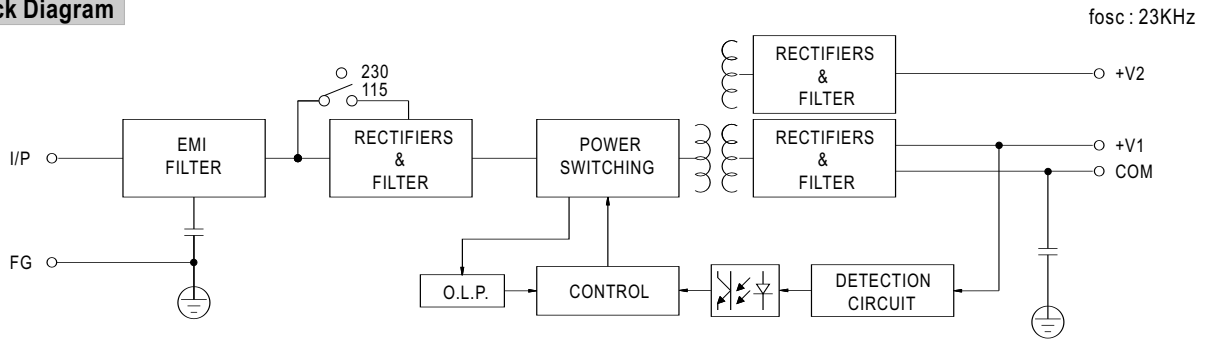 ck Diagram
fosc : 23KHz
230
115
I/P
EMI
FILTER
RECTIFIERS
&
FILTER
POWER
SWITCHING
RECTIFIERS
&
FILTER
+V2
RECTIFIERS
&
FILTER
+V1
COM
FG
O.L.P.
CONTROL
DETECTION
CIRCUIT